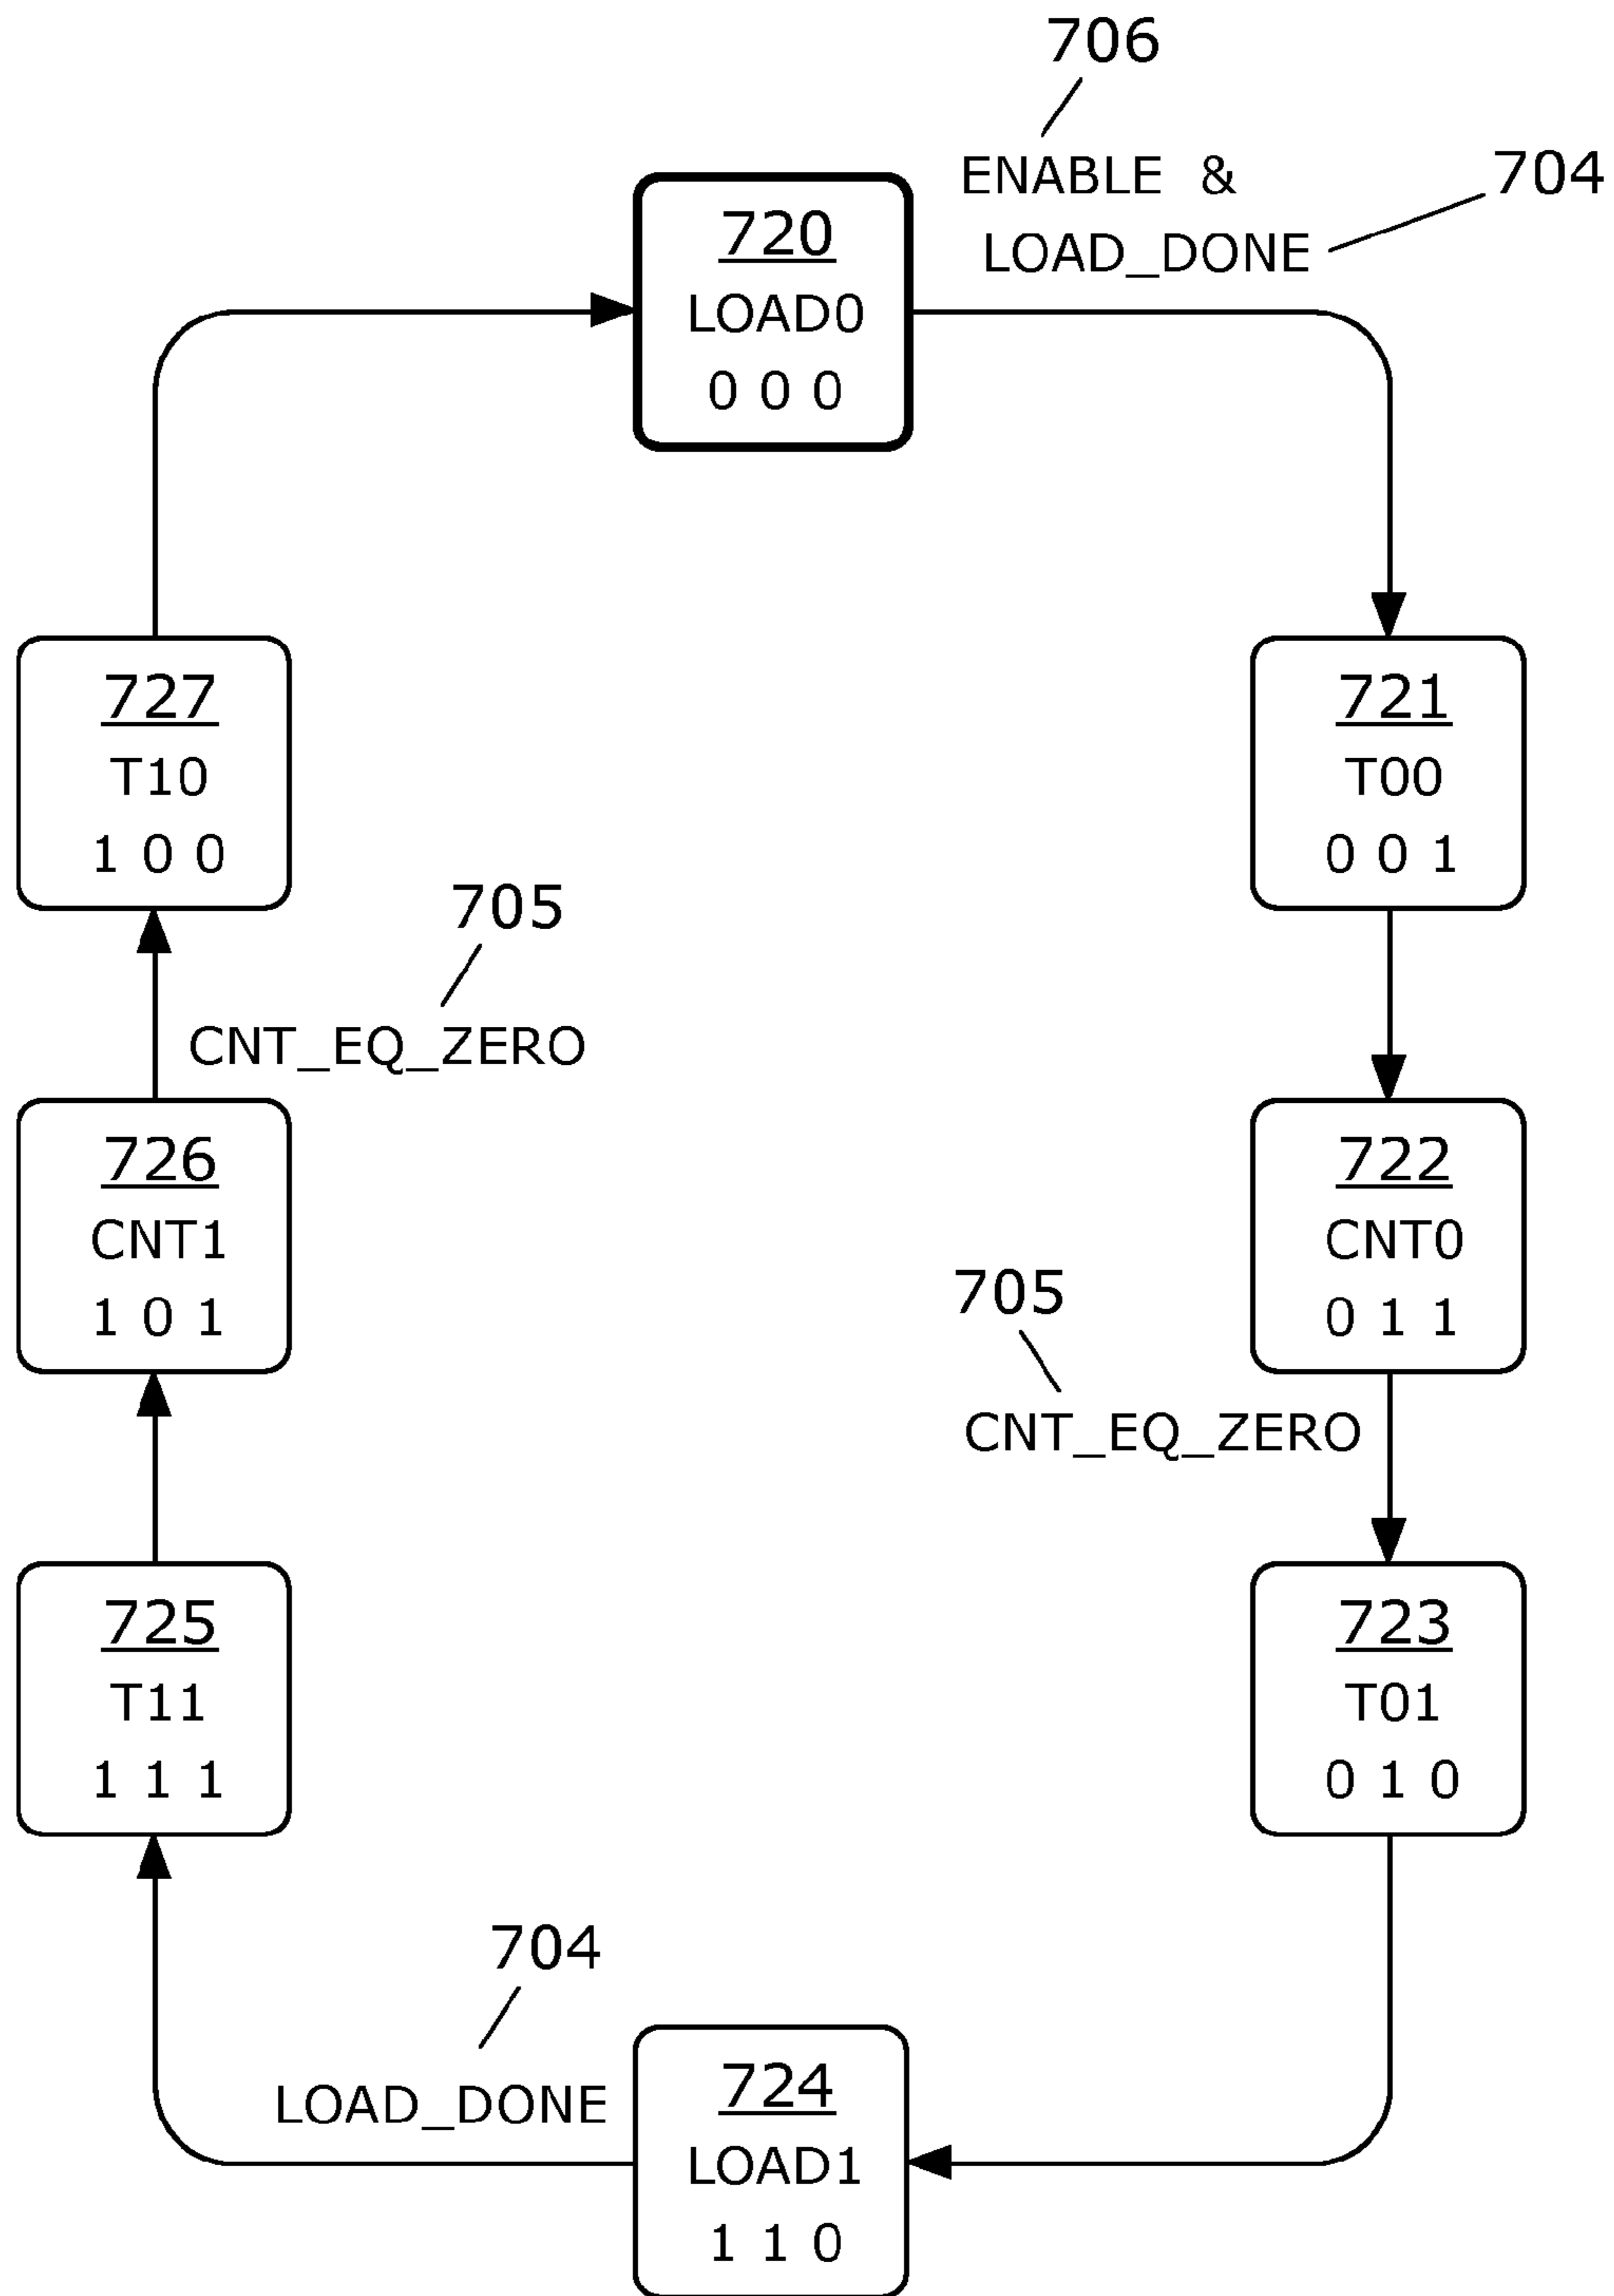 706
ENABLE &
704
LOAD_DONE
720
LOAD0
0 0 0
727
T10
1 0 0
721
T00
0 0 1
705
CNT_EQ_ZERO
726
CNT1
1 0 1
722
CNT0
0 1 1
705
CNT_EQ_ZERO
725
T11
1 1 1
723
T01
0 1 0
704
LOAD_DONE
724
LOAD1
1 1 0